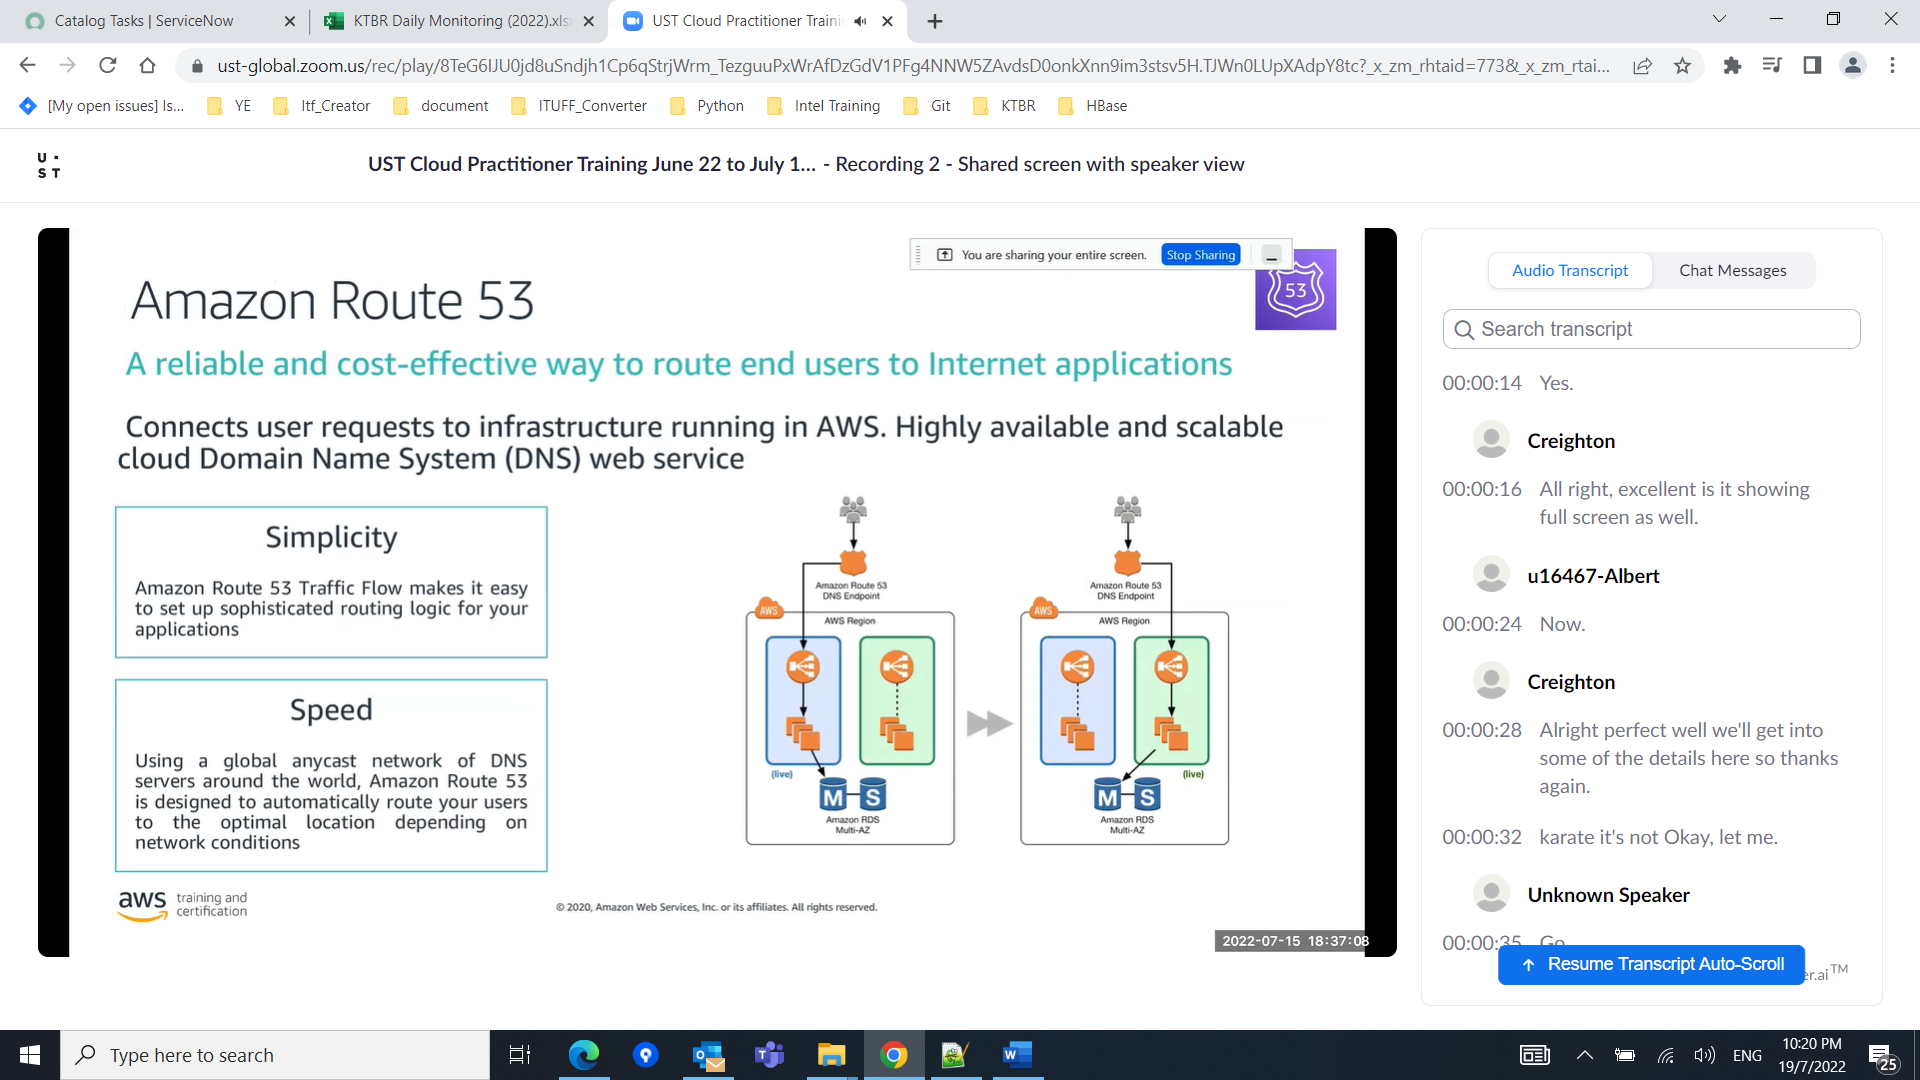 Catalog Tasks | ServiceNow
KTBR Daily Monitoring (2022).xls
UST Cloud Practitioner Traini
ust-global.zoom.us/rec/play/8TeG6IJU0jd8uSndjh1Cp6qStrjWrm_TezguuPxWrAfDzGdV1PFg4NNW5ZAvdsD0onkXnn9im3stsv5H.TJWn0LUpXAdpY8tc?_x_zm_rhtaid=773&_x_zm_rtai...
[My open issues] Is...
YE
Itf_Creator
document
ITUFF_Converter
Python
Intel Training
Git
KTBR
HBase
U·
ST
UST Cloud Practitioner Training June 22 to July 1... - Recording 2 - Shared screen with speaker view
You are sharing your entire screen.
Stop Sharing
53
Amazon Route 53
A reliable and cost-effective way to route end users to Internet applications
Connects user requests to infrastructure running in AWS. Highly available and scalable
cloud Domain Name System (DNS) web service
Simplicity
Amazon Route 53 Traffic Flow makes it easy
to set up sophisticated routing logic for your
applications
Speed
Using a global anycast network of DNS
servers around the world, Amazon Route 53
is designed to automatically route your users
to the optimal location depending on
network conditions
Amazon Route 53
DNS Endpoint
AWS
AWS Region
(live)
M
S
Amazon RDS
Multi-AZ
Amazon Route 53
DNS Endpoint
AWS
AWS Region
(live)
M
S
Amazon RDS
Multi-AZ
aws training and
certification
© 2020, Amazon Web Services, Inc. or its affiliates. All rights reserved.
2022-07-15 18:37:08
Audio Transcript
Chat Messages
Search transcript
00:00:14 Yes.
Creighton
00:00:16 All right, excellent is it showing
full screen as well.
u16467-Albert
00:00:24 Now.
Creighton
00:00:28 Alright perfect well we'll get into
some of the details here so thanks
again.
00:00:32 karate it's not Okay, let me.
Unknown Speaker
00:00:35 Go
Resume Transcript Auto-Scroll
er.ai™
Type here to search
ENG
10:20 PM
19/7/2022
25